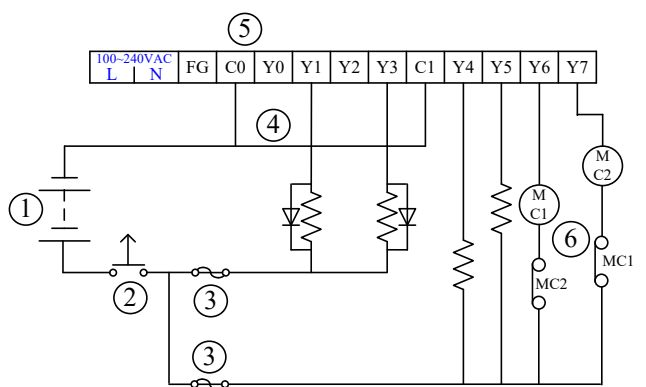 ⑤
100~240VAC
L N FG C0 Y0 Y1 Y2 Y3 C1 Y4 Y5 Y6 Y7
④
M
C2
①
M
C1
⑥
MC2
MC1
②
③
③